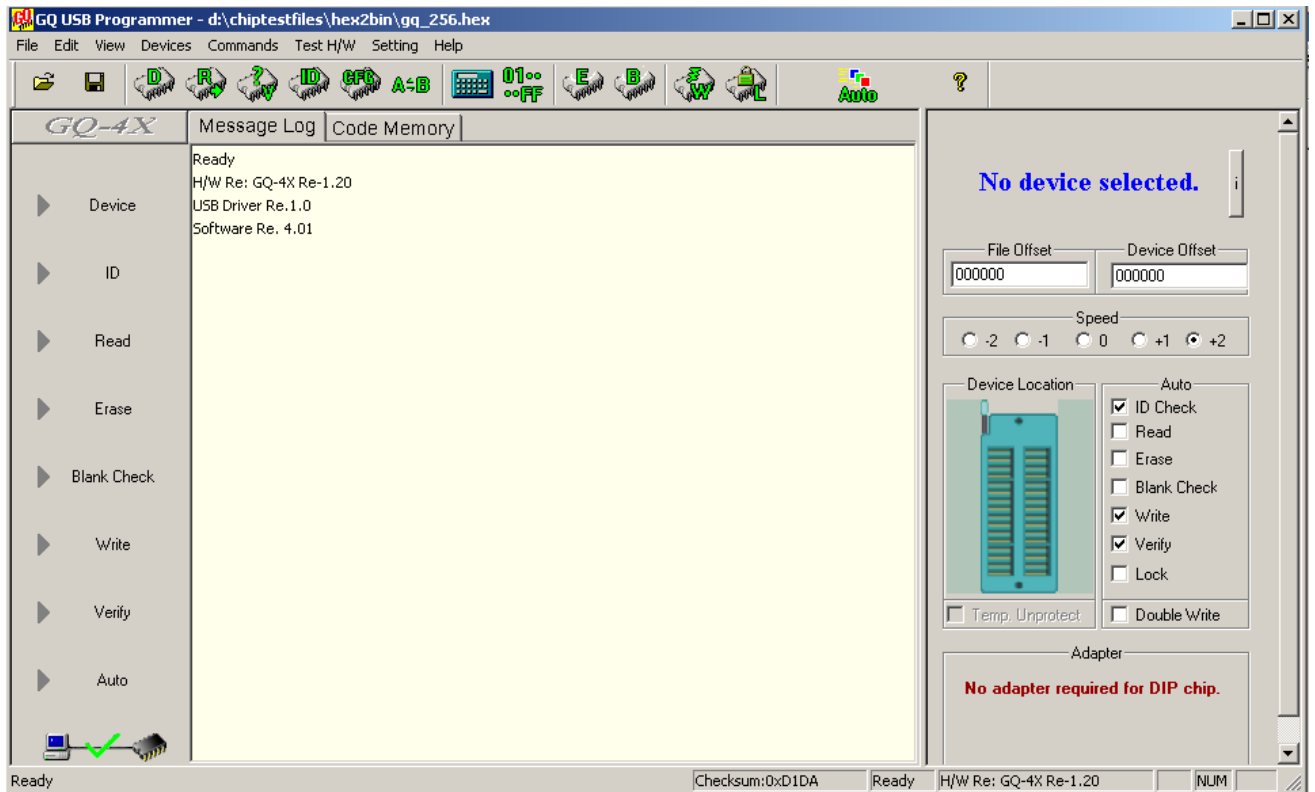 GQ USB Programmer - d:\chiptestfiles\hex2bin\gq_256.hex
File Edit View Devices Commands Test H/W Setting Help
D R ? V ID CFG A÷B 01•• ••FF E B W L Auto ?
GQ-4X Message Log Code Memory
Ready
H/W Re: GQ-4X Re-1.20
USB Driver Re.1.0
Software Re. 4.01
Device
ID
Read
Erase
Blank Check
Write
Verify
Auto
No device selected. i
File Offset Device Offset
000000 000000
Speed
-2 -1 0 +1 +2
Device Location
Temp. Unprotect
Auto
ID Check
Read
Erase
Blank Check
Write
Verify
Lock
Double Write
Adapter
No adapter required for DIP chip.
Ready Checksum:0xD1DA Ready H/W Re: GQ-4X Re-1.20 NUM